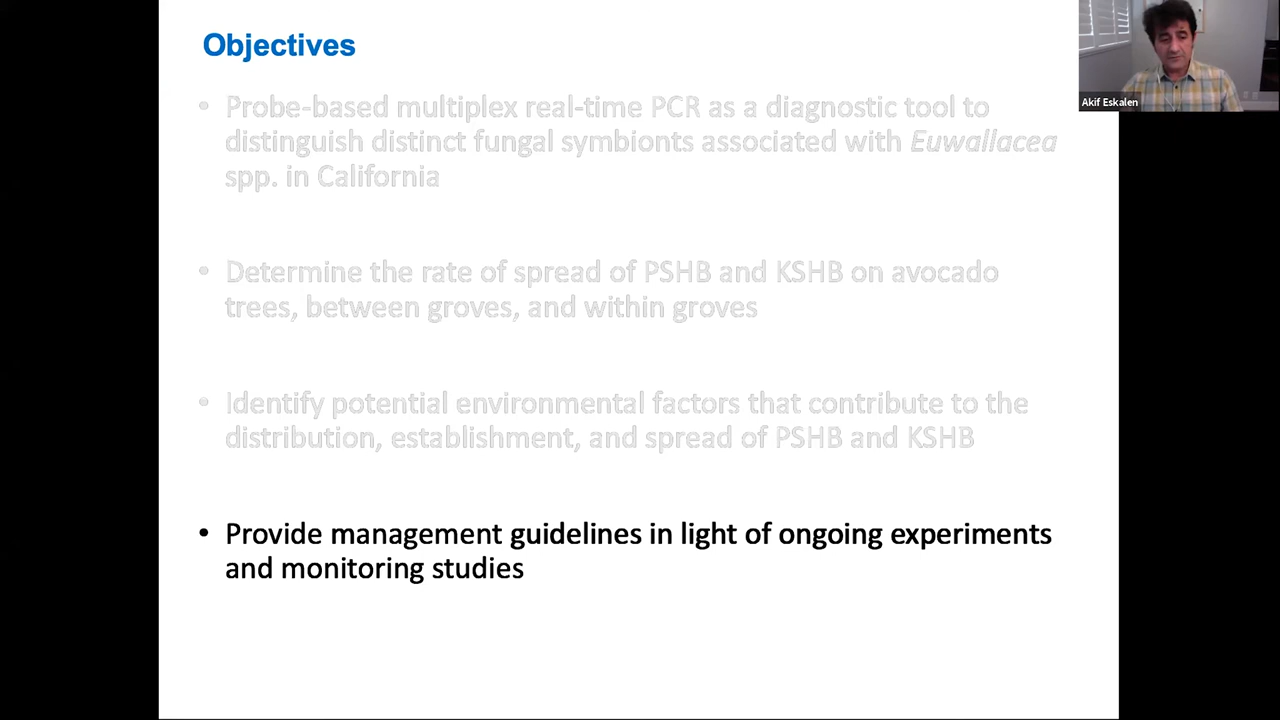 Objectives
• Probe-based multiplex real-time PCR as a diagnostic tool to
distinguish distinct fungal symbionts associated with Euwallacea
spp. in California
• Determine the rate of spread of PSHB and KSHB on avocado
trees, between groves, and within groves
• Identify potential environmental factors that contribute to the
distribution, establishment, and spread of PSHB and KSHB
• Provide management guidelines in light of ongoing experiments
and monitoring studies
Akif Eskalen